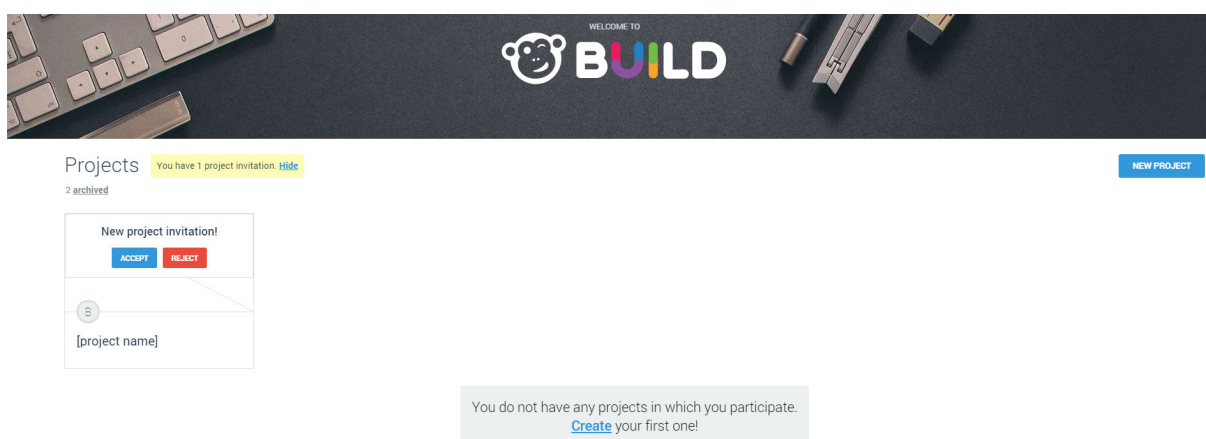 WELCOME TO
BUILD
Projects
You have 1 project invitation. Hide
NEW PROJECT
2 archived
New project invitation!
ACCEPT REJECT
B
[project name]
You do not have any projects in which you participate.
Create your first one!